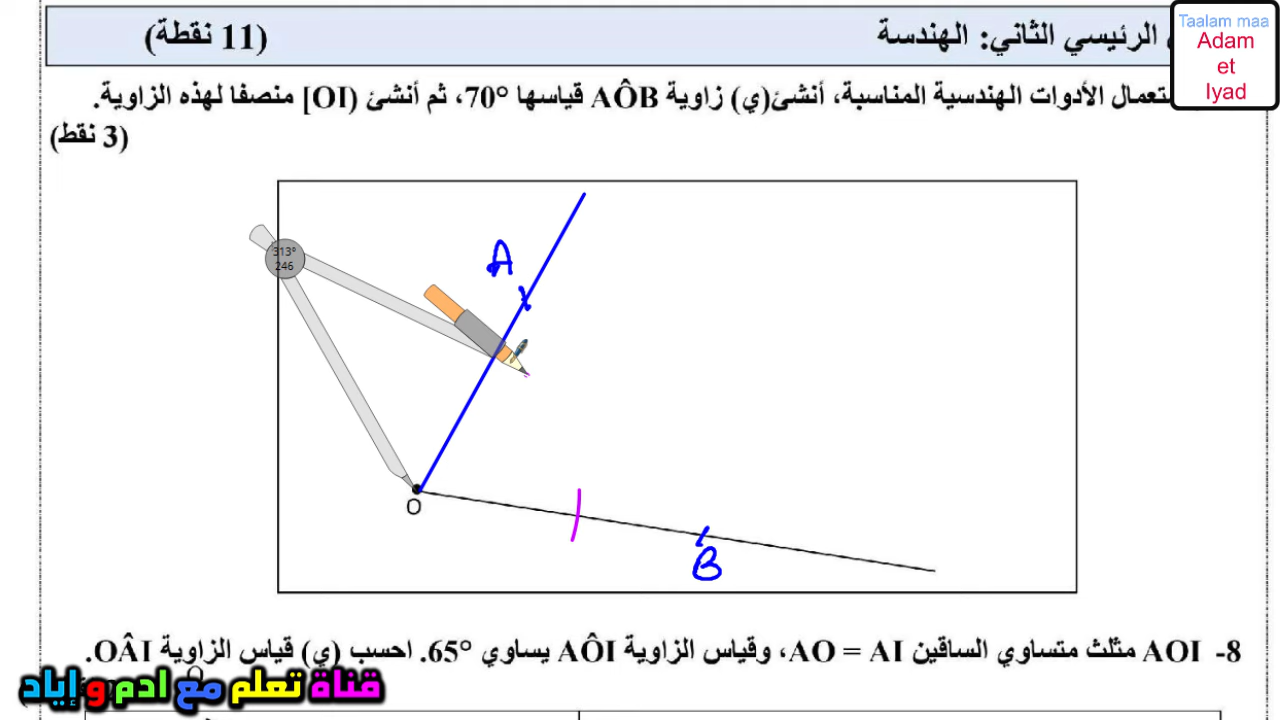 الرئيسي الثاني: الهندسة (11 نقطة)
Taalam maa
Adam
et
Iyad
الأدوات الهندسية المناسبة، أنشئ(ي) زاوية AÔB قياسها 70°، ثم أنشئ [OI) منصفا لهذه الزاوية.
(3 نقط)
313°
246
A
O
B
8- AOI مثلث متساوي الساقين AO = AI، وقياس الزاوية AÔI يساوي 65°. احسب (ي) قياس الزاوية OÂI.
قناة تعلم مع ادم و إياد